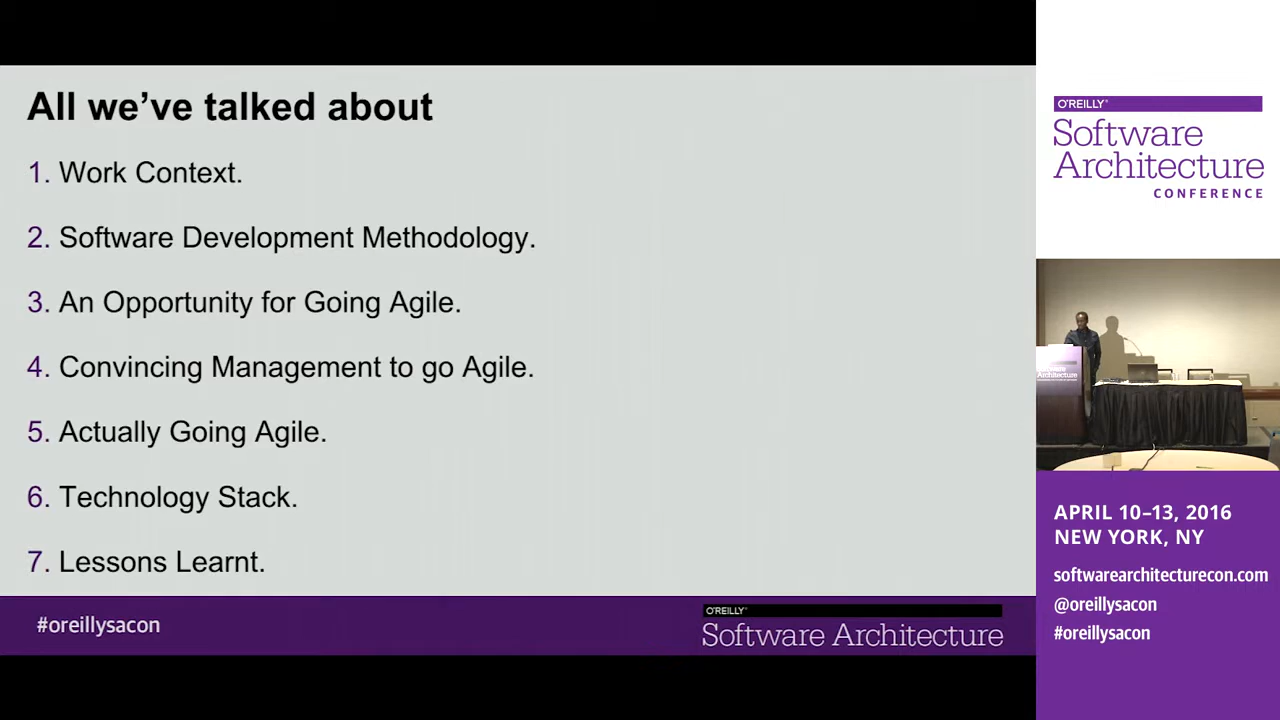 All we've talked about
1. Work Context.
2. Software Development Methodology.
3. An Opportunity for Going Agile.
4. Convincing Management to go Agile.
5. Actually Going Agile.
6. Technology Stack.
7. Lessons Learnt.
#oreillysacon
O'REILLY®
Software Architecture
O'REILLY®
Software
Architecture
CONFERENCE
Architecture
APRIL 10–13, 2016
NEW YORK, NY
softwarearchitecturecon.com
@oreillysacon
#oreillysacon